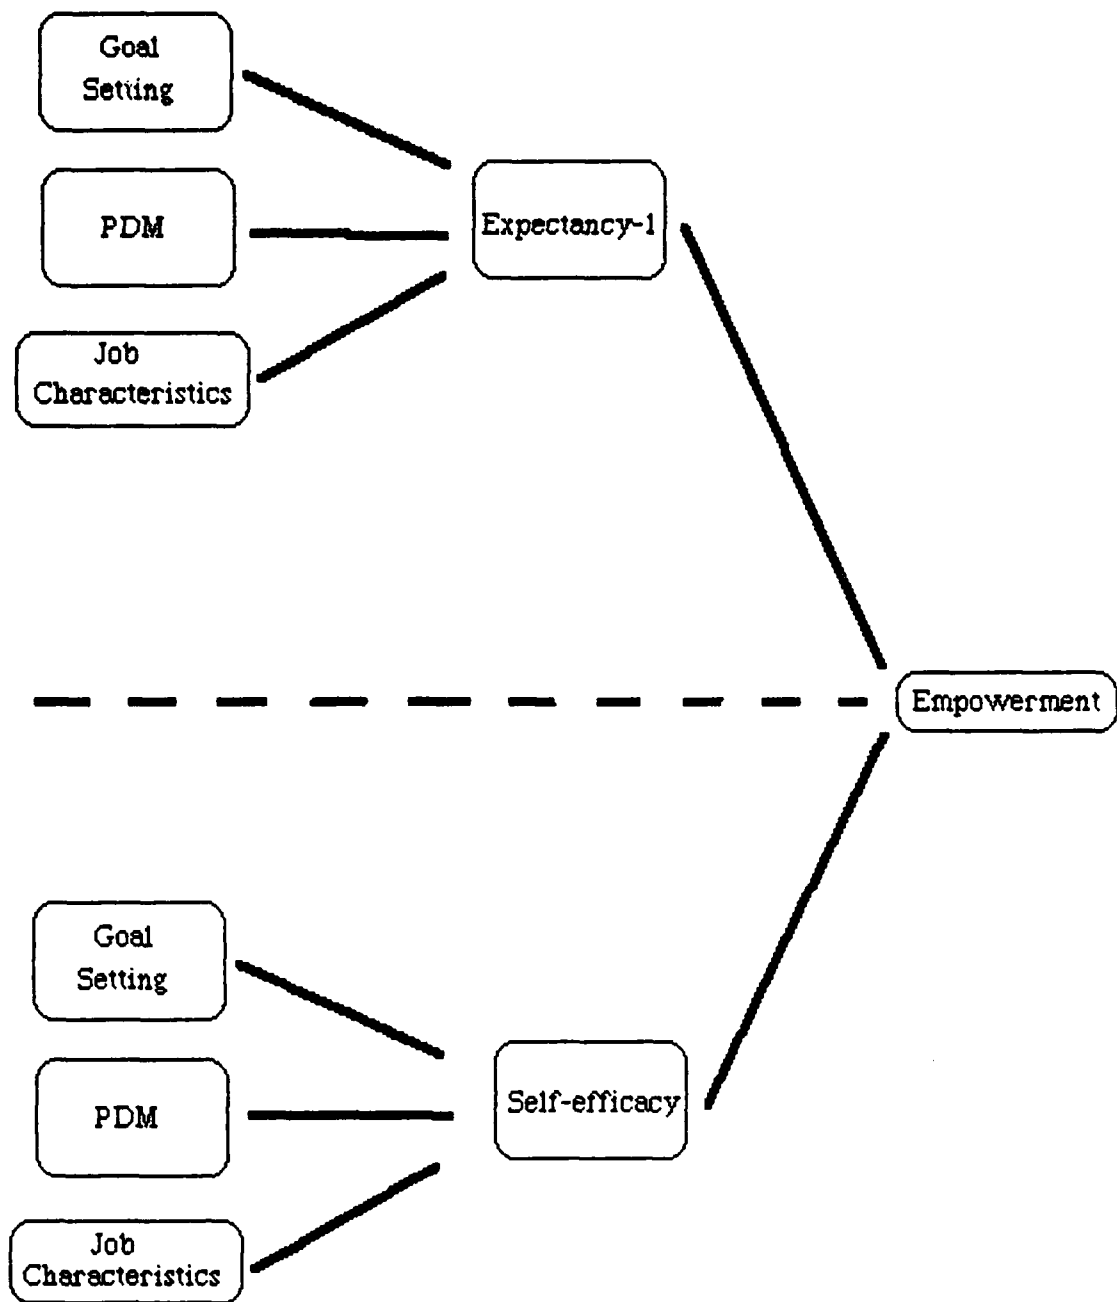 Goal
Setting
PDM
Expectancy-1
Job
Characteristics
Empowerment
Goal
Setting
PDM
Self-efficacy
Job
Characteristics